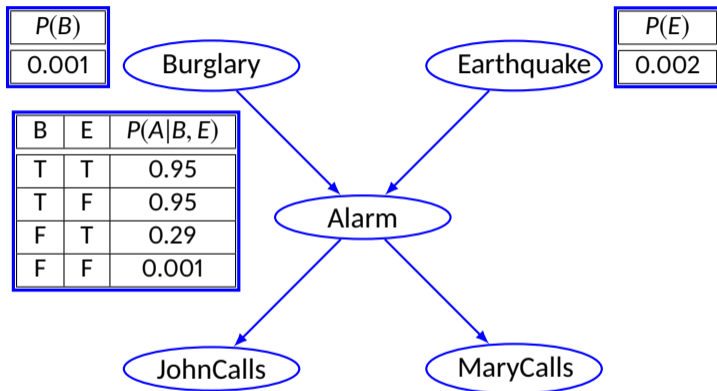 P(B)
0.001
Burglary
Earthquake
P(E)
0.002
B E P(A|B, E)
T T 0.95
T F 0.95
F T 0.29
F F 0.001
Alarm
JohnCalls
MaryCalls